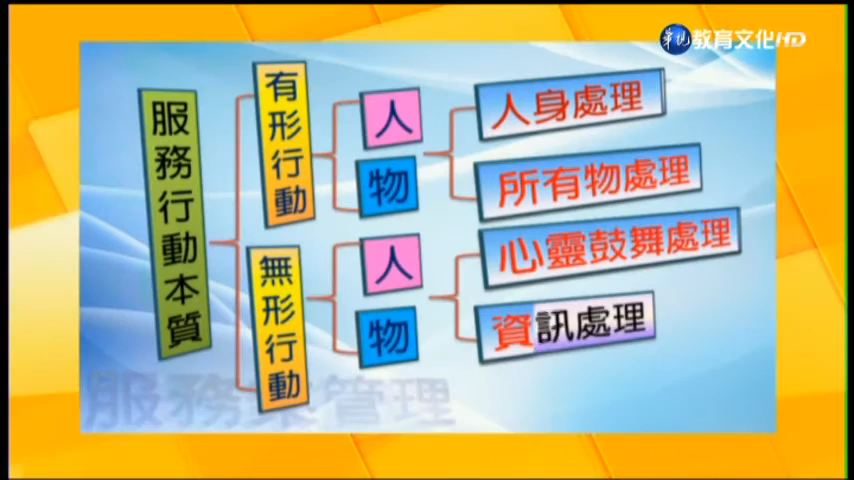 華視 教育文化HD
服務行動本質
有形行動
人
物
人身處理
所有物處理
無形行動
人
物
心靈鼓舞處理
資訊處理
服務業管理